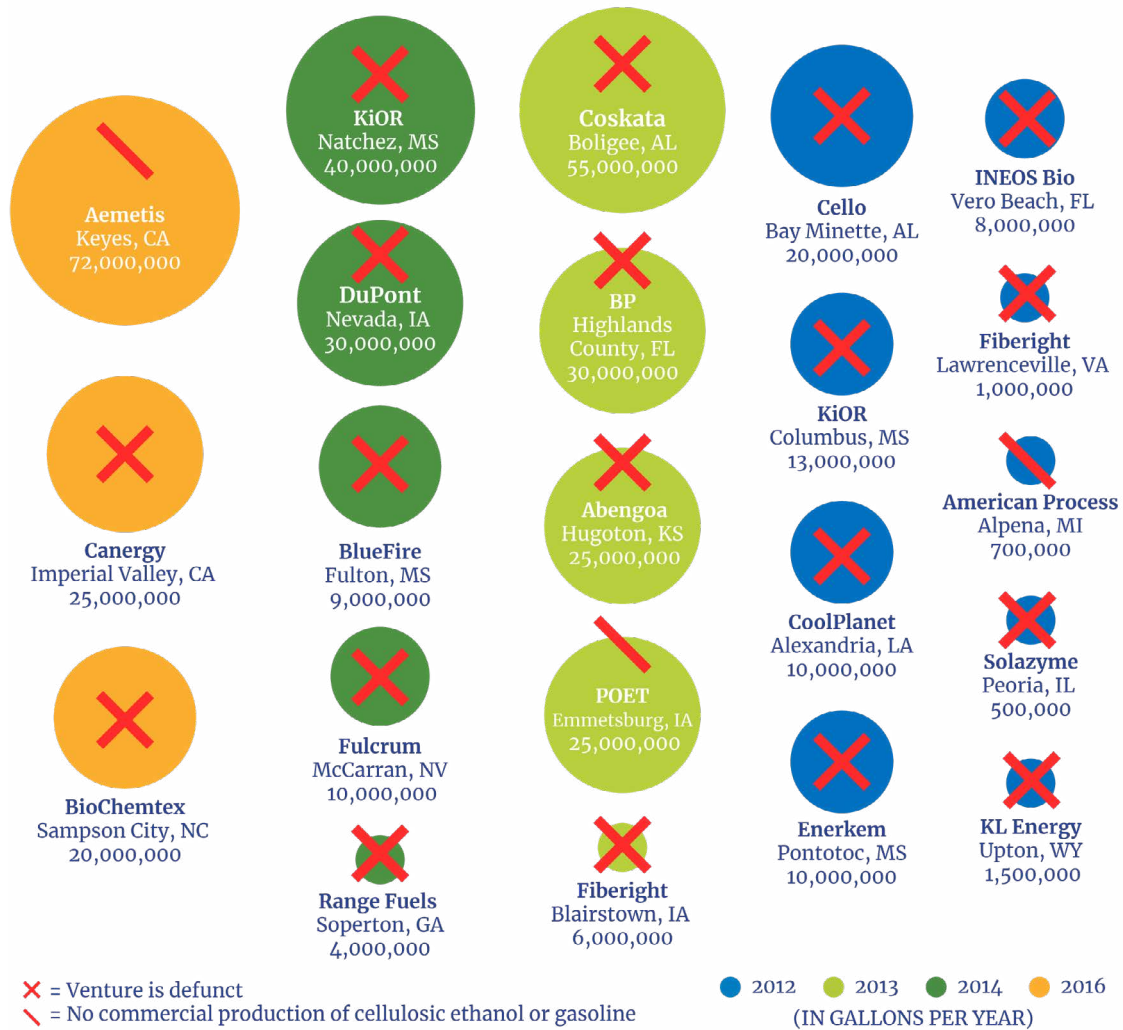 Aemetis
Keyes, CA
72,000,000
Canergy
Imperial Valley, CA
25,000,000
BioChemtex
Sampson City, NC
20,000,000
KiOR
Natchez, MS
40,000,000
DuPont
Nevada, IA
30,000,000
BlueFire
Fulton, MS
9,000,000
Fulcrum
McCarran, NV
10,000,000
Range Fuels
Soperton, GA
4,000,000
Coskata
Boligee, AL
55,000,000
BP
Highlands
County, FL
30,000,000
Abengoa
Hugoton, KS
25,000,000
POET
Emmetsburg, IA
25,000,000
Fiberight
Blairstown, IA
6,000,000
Cello
Bay Minette, AL
20,000,000
KiOR
Columbus, MS
13,000,000
CoolPlanet
Alexandria, LA
10,000,000
Enerkem
Pontotoc, MS
10,000,000
INEOS Bio
Vero Beach, FL
8,000,000
Fiberight
Lawrenceville, VA
1,000,000
American Process
Alpena, MI
700,000
Solazyme
Peoria, IL
500,000
KL Energy
Upton, WY
1,500,000
= Venture is defunct
= No commercial production of cellulosic ethanol or gasoline
2012 2013 2014 2016
(IN GALLONS PER YEAR)